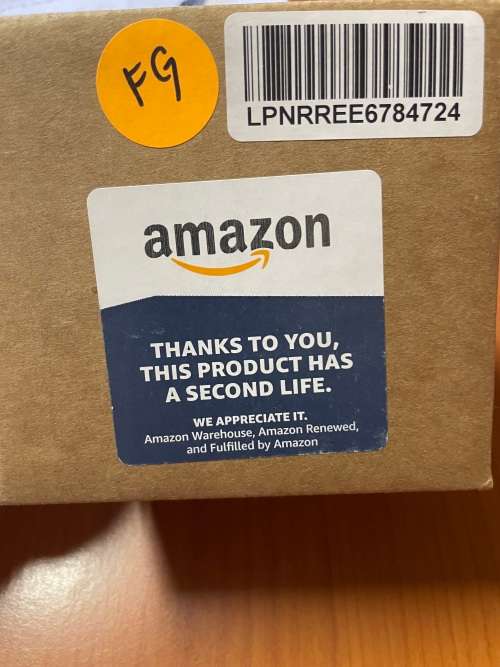 FG
LPNRREE6784724
amazon
THANKS TO YOU,
THIS PRODUCT HAS
A SECOND LIFE.
WE APPRECIATE IT.
Amazon Warehouse, Amazon Renewed,
and Fulfilled by Amazon